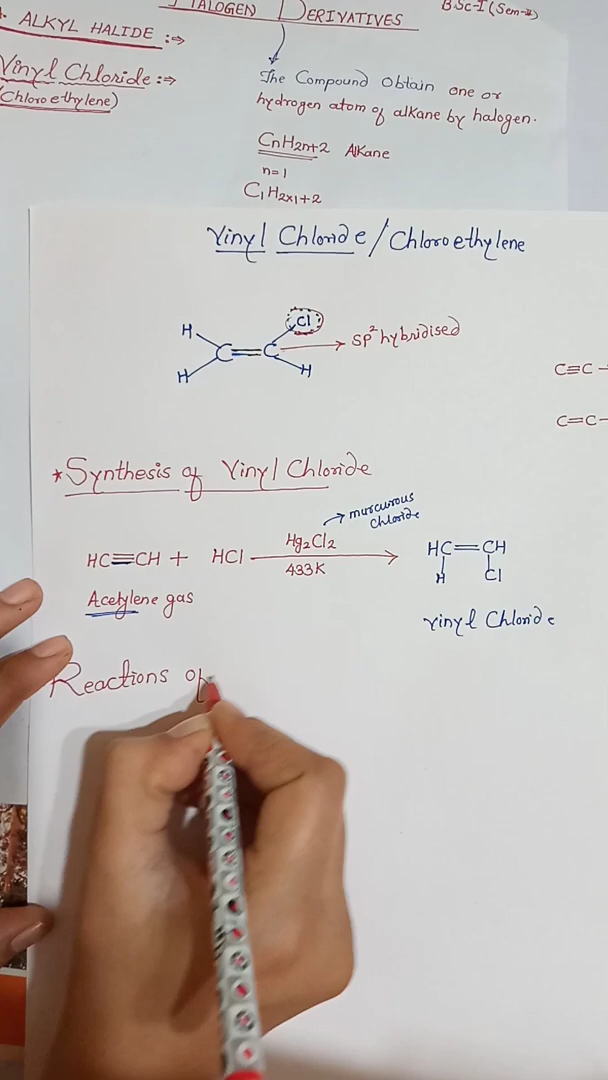 HALOGEN DERIVATIVES
BSc-I (Sem-II)
ALKYL HALIDE :⇒
Vinyl Chloride :⇒
(Chloroethylene)
The Compound Obtain one or
hydrogen atom of alkane by halogen.
CnH2n+2 Alkane
n=1
C1H2x1+2
Vinyl Chloride/Chloroethylene
H
Cl
C=C → SP² hybridised
H
H
C≡C-
C=C-
*Synthesis of Vinyl Chloride
→ murcurous
chloride
Hg2Cl2
HC≡CH + HCl → HC=CH
433K
H Cl
Acetylene gas
vinyl Chloride
Reactions of